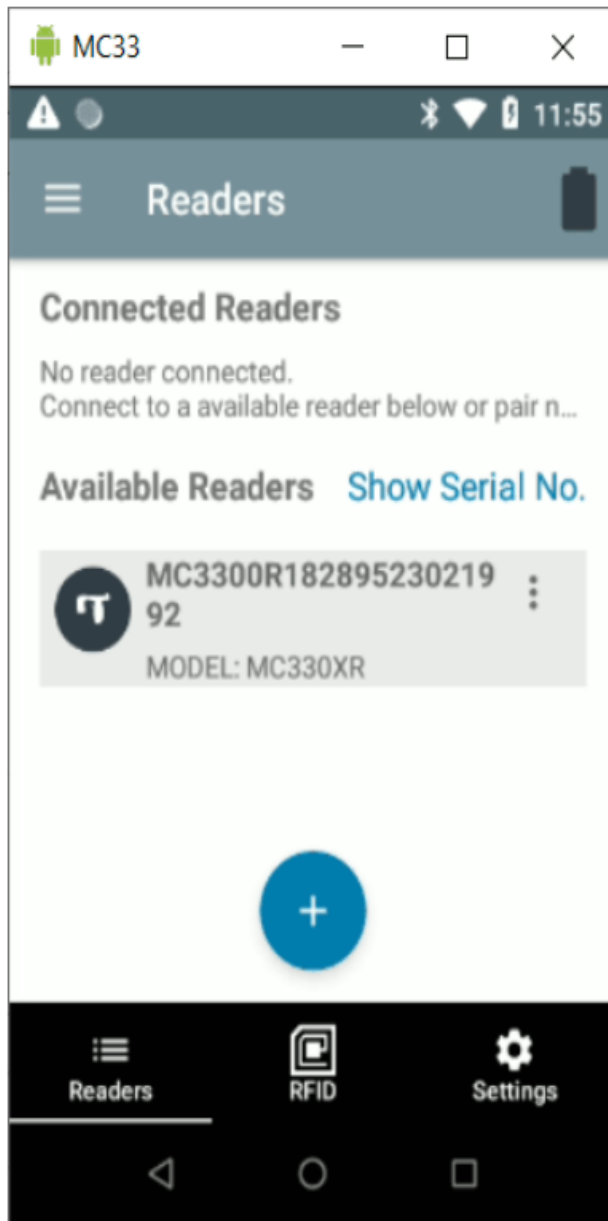 MC33
11:55
Readers
Connected Readers
No reader connected.
Connect to a available reader below or pair n...
Available Readers Show Serial No.
MC3300R182895230219
92
MODEL: MC330XR
Readers RFID Settings